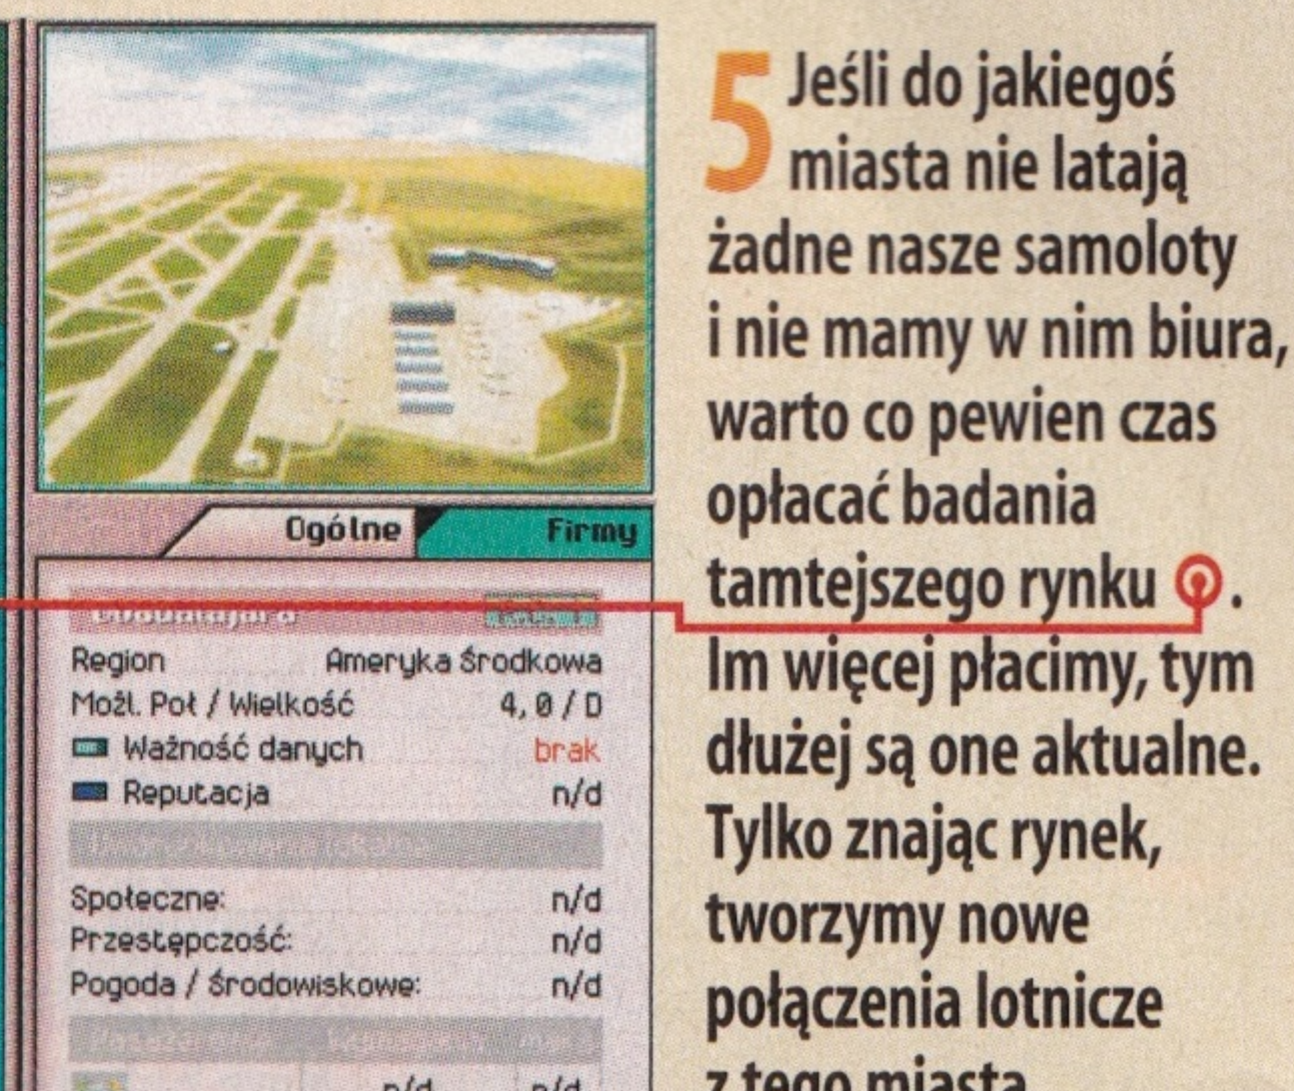 Ogólne Firmy
Region Ameryka Środkowa
Możl. Poł / Wielkość 4,0 / D
Ważność danych brak
Reputacja n/d
Społeczne: n/d
Przestępczość: n/d
Pogoda / Środowiskowe: n/d
n/d n/d
5 Jeśli do jakiegoś
miasta nie latają
żadne nasze samoloty
i nie mamy w nim biura,
warto co pewien czas
opłacać badania
tamtejszego rynku .
Im więcej płacimy, tym
dłużej są one aktualne.
Tylko znając rynek,
tworzymy nowe
połączenia lotnicze
z tego miasta